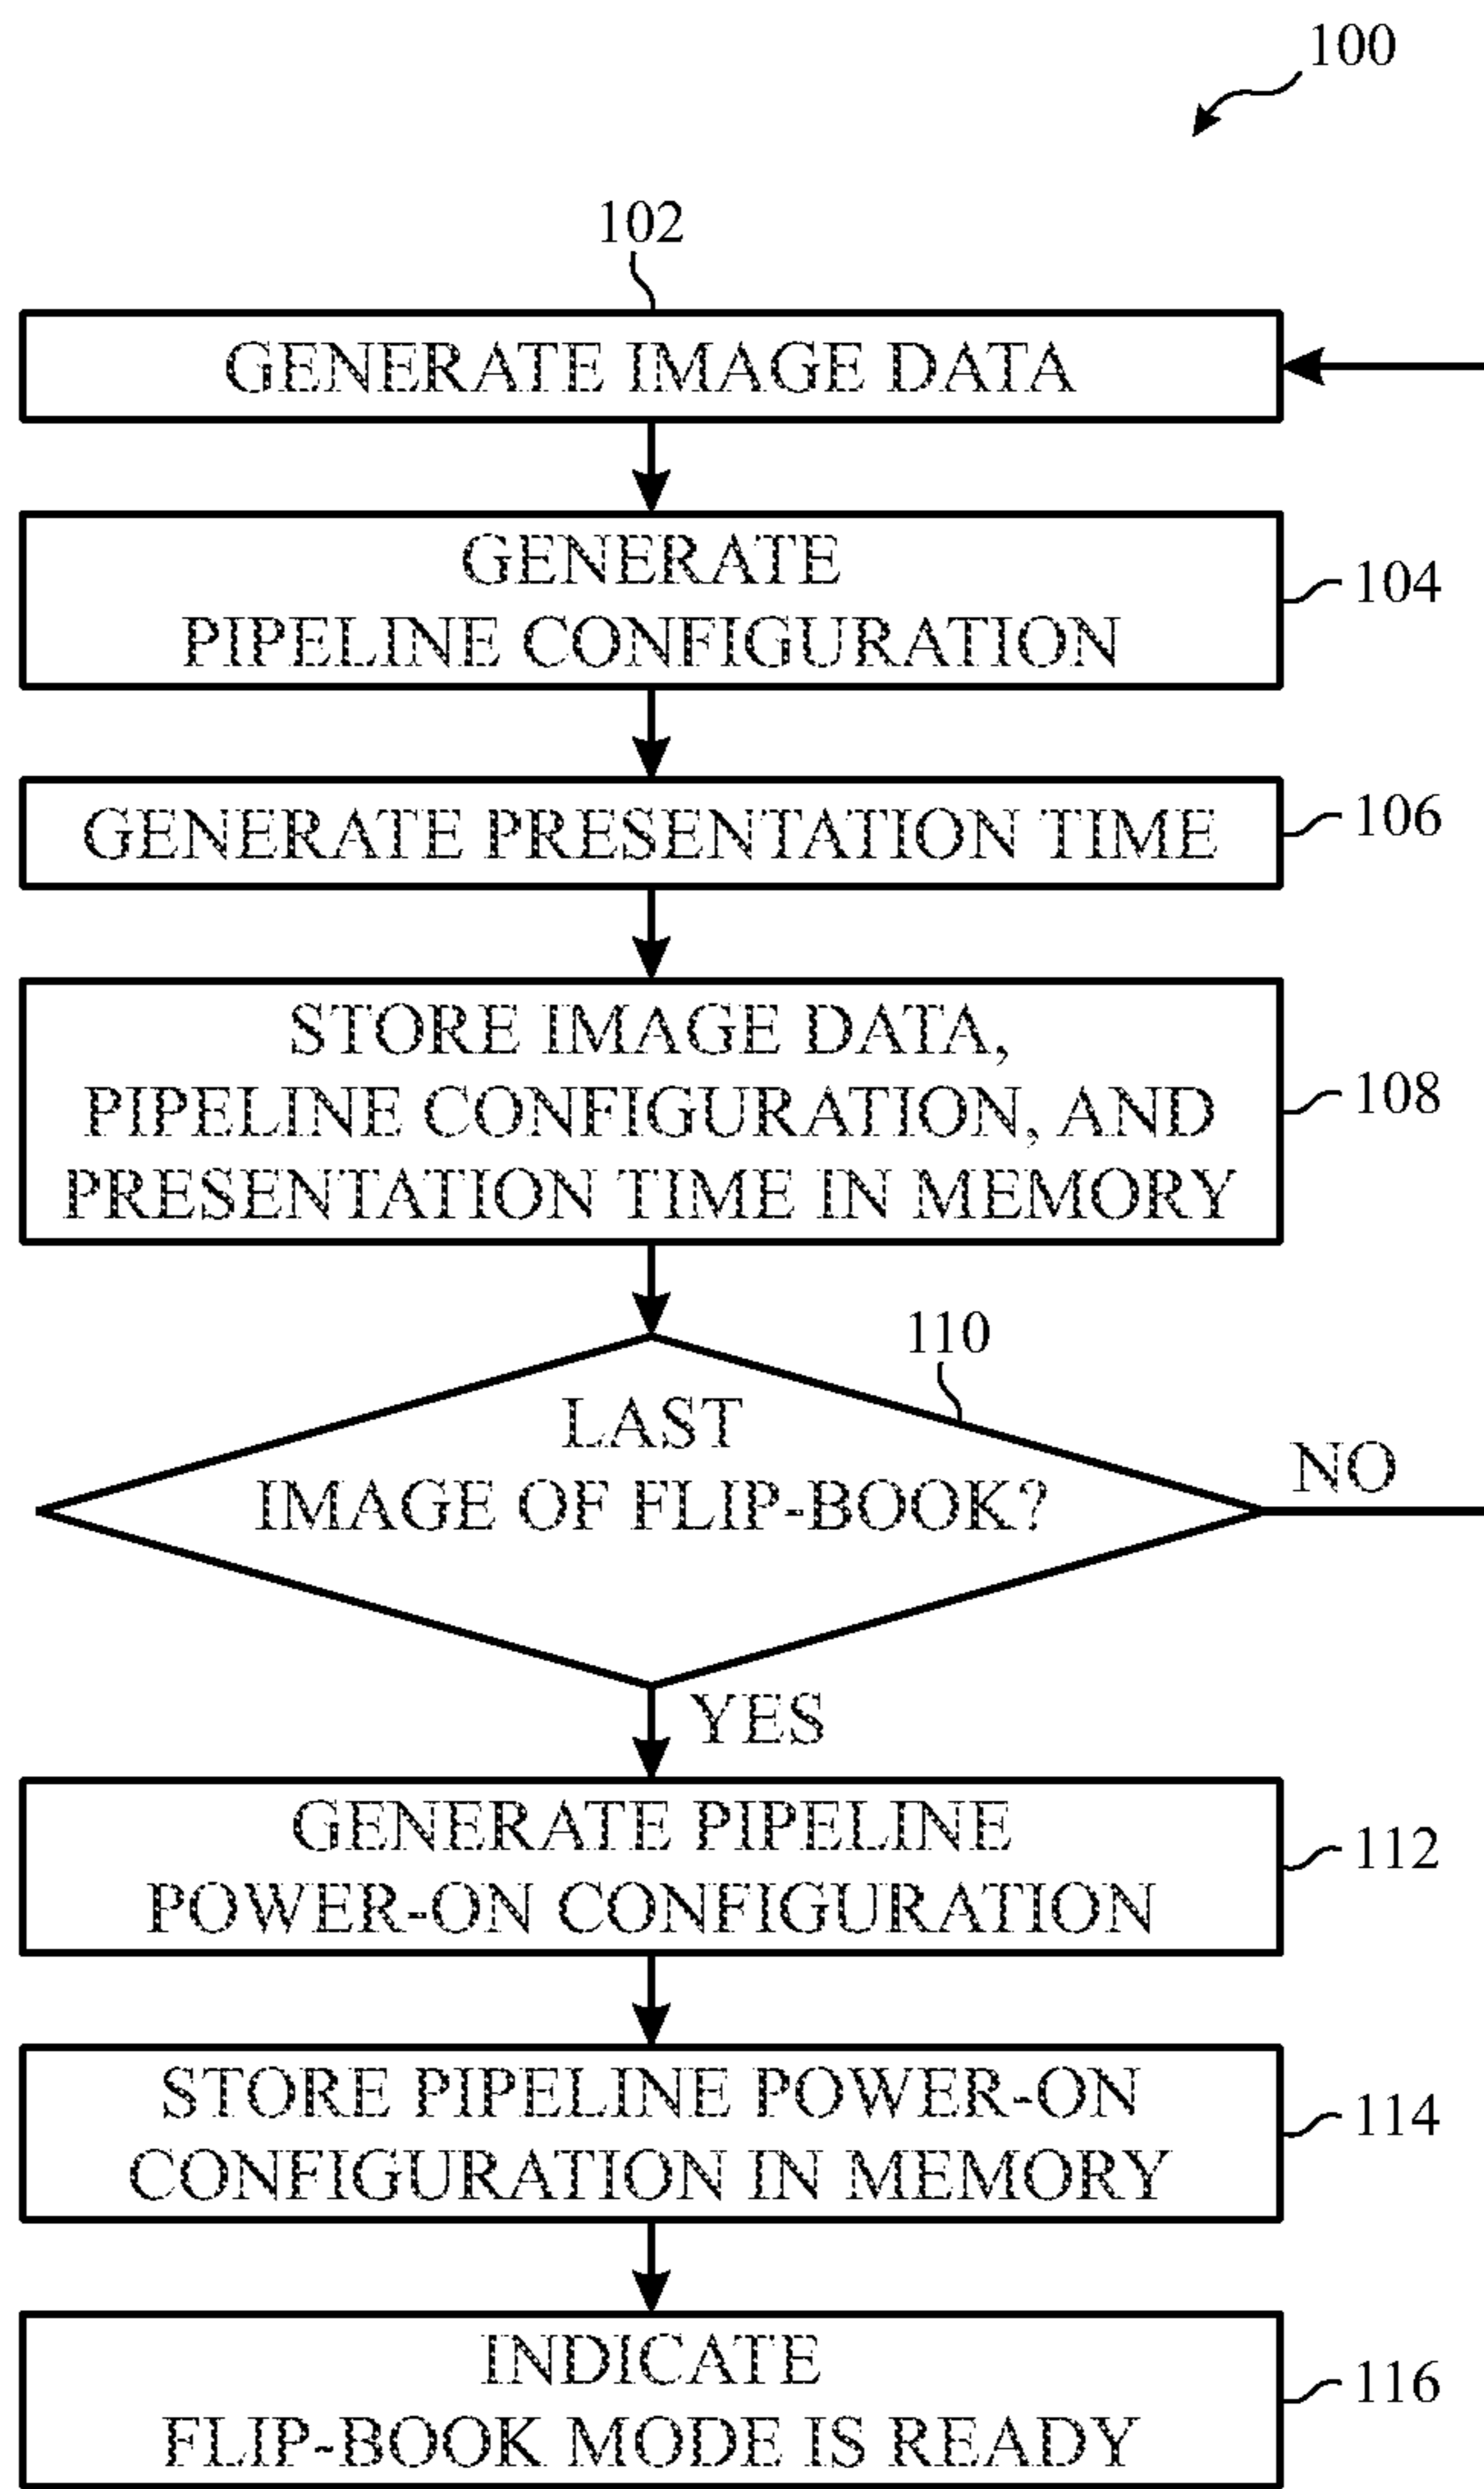 100
102
GENERATE IMAGE DATA
GENERATE
PIPELINE CONFIGURATION
104
GENERATE PRESENTATION TIME
106
STORE IMAGE DATA,
PIPELINE CONFIGURATION, AND
PRESENTATION TIME IN MEMORY
108
110
LAST
IMAGE OF FLIP-BOOK?
NO
YES
GENERATE PIPELINE
POWER-ON CONFIGURATION
112
STORE PIPELINE POWER-ON
CONFIGURATION IN MEMORY
114
INDICATE
FLIP-BOOK MODE IS READY
116